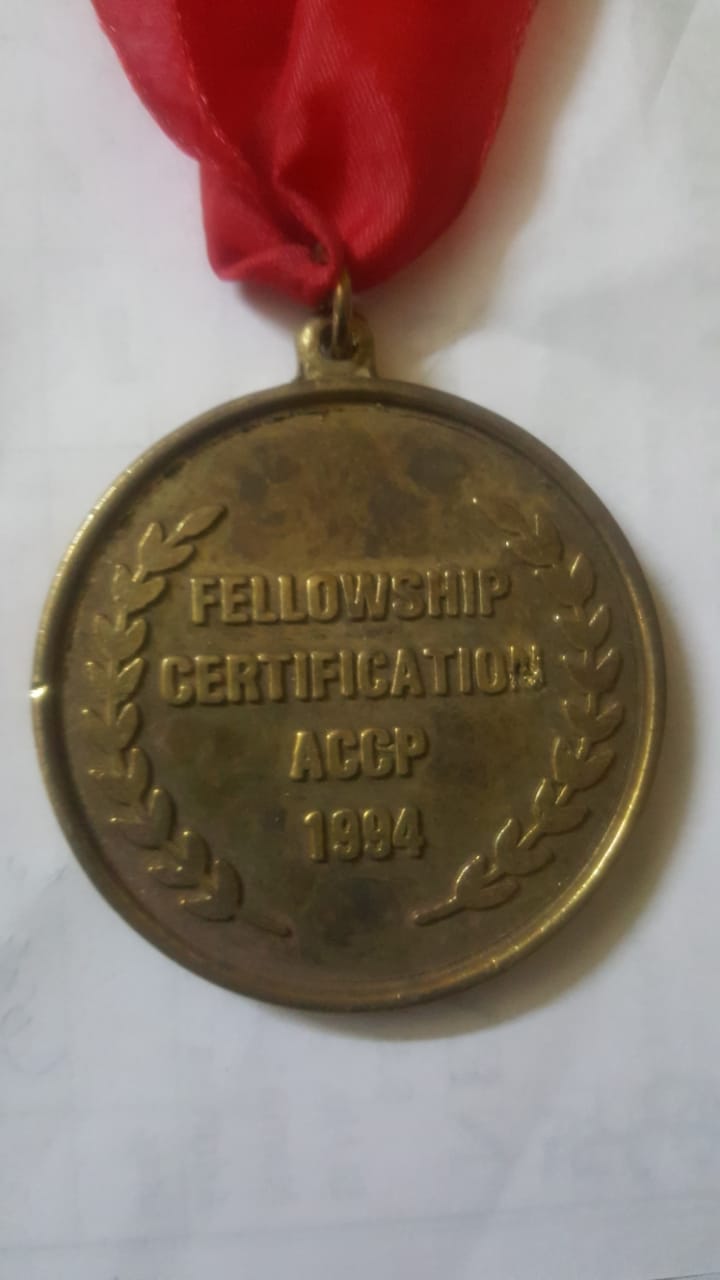 FELLOWSHIP
CERTIFICATION
ACCP
1994